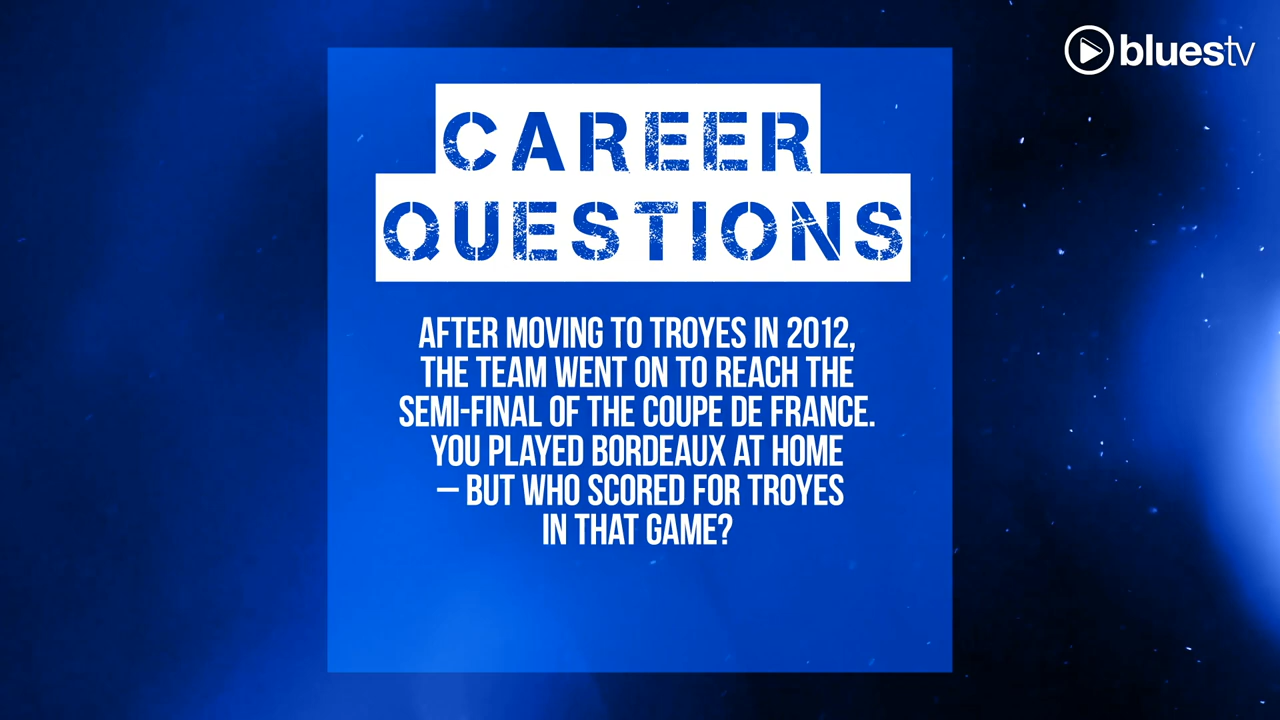 bluestv
CAREER
QUESTIONS
AFTER MOVING TO TROYES IN 2012,
THE TEAM WENT ON TO REACH THE
SEMI-FINAL OF THE COUPE DE FRANCE.
YOU PLAYED BORDEAUX AT HOME
– BUT WHO SCORED FOR TROYES
IN THAT GAME?